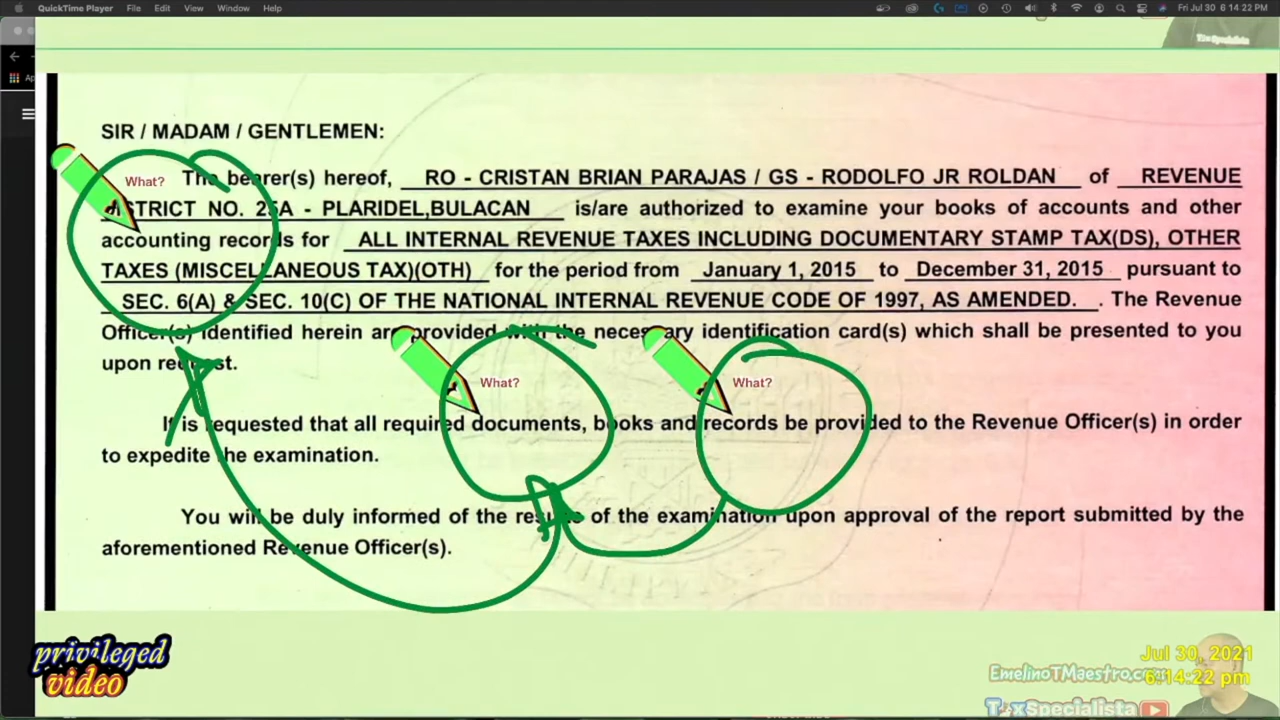 QuickTime Player File Edit View Window Help Fri Jul 30 6:14:22 PM
Tax Specialista
SIR / MADAM / GENTLEMEN:
What? The bearer(s) hereof, RO - CRISTAN BRIAN PARAJAS / GS - RODOLFO JR ROLDAN of REVENUE
DISTRICT NO. 25A - PLARIDEL,BULACAN is/are authorized to examine your books of accounts and other
accounting records for ALL INTERNAL REVENUE TAXES INCLUDING DOCUMENTARY STAMP TAX(DS), OTHER
TAXES (MISCELLANEOUS TAX)(OTH) for the period from January 1, 2015 to December 31, 2015 pursuant to
SEC. 6(A) & SEC. 10(C) OF THE NATIONAL INTERNAL REVENUE CODE OF 1997, AS AMENDED. . The Revenue
Officer(s) identified herein are provided with the necessary identification card(s) which shall be presented to you
upon request.
What? What?
It is requested that all required documents, books and records be provided to the Revenue Officer(s) in order
to expedite the examination.
You will be duly informed of the results of the examination upon approval of the report submitted by the
aforementioned Revenue Officer(s).
privileged
video
Jul 30, 2021
EmelinoTMaestro.com
6:14:22 pm
TaxSpecialista